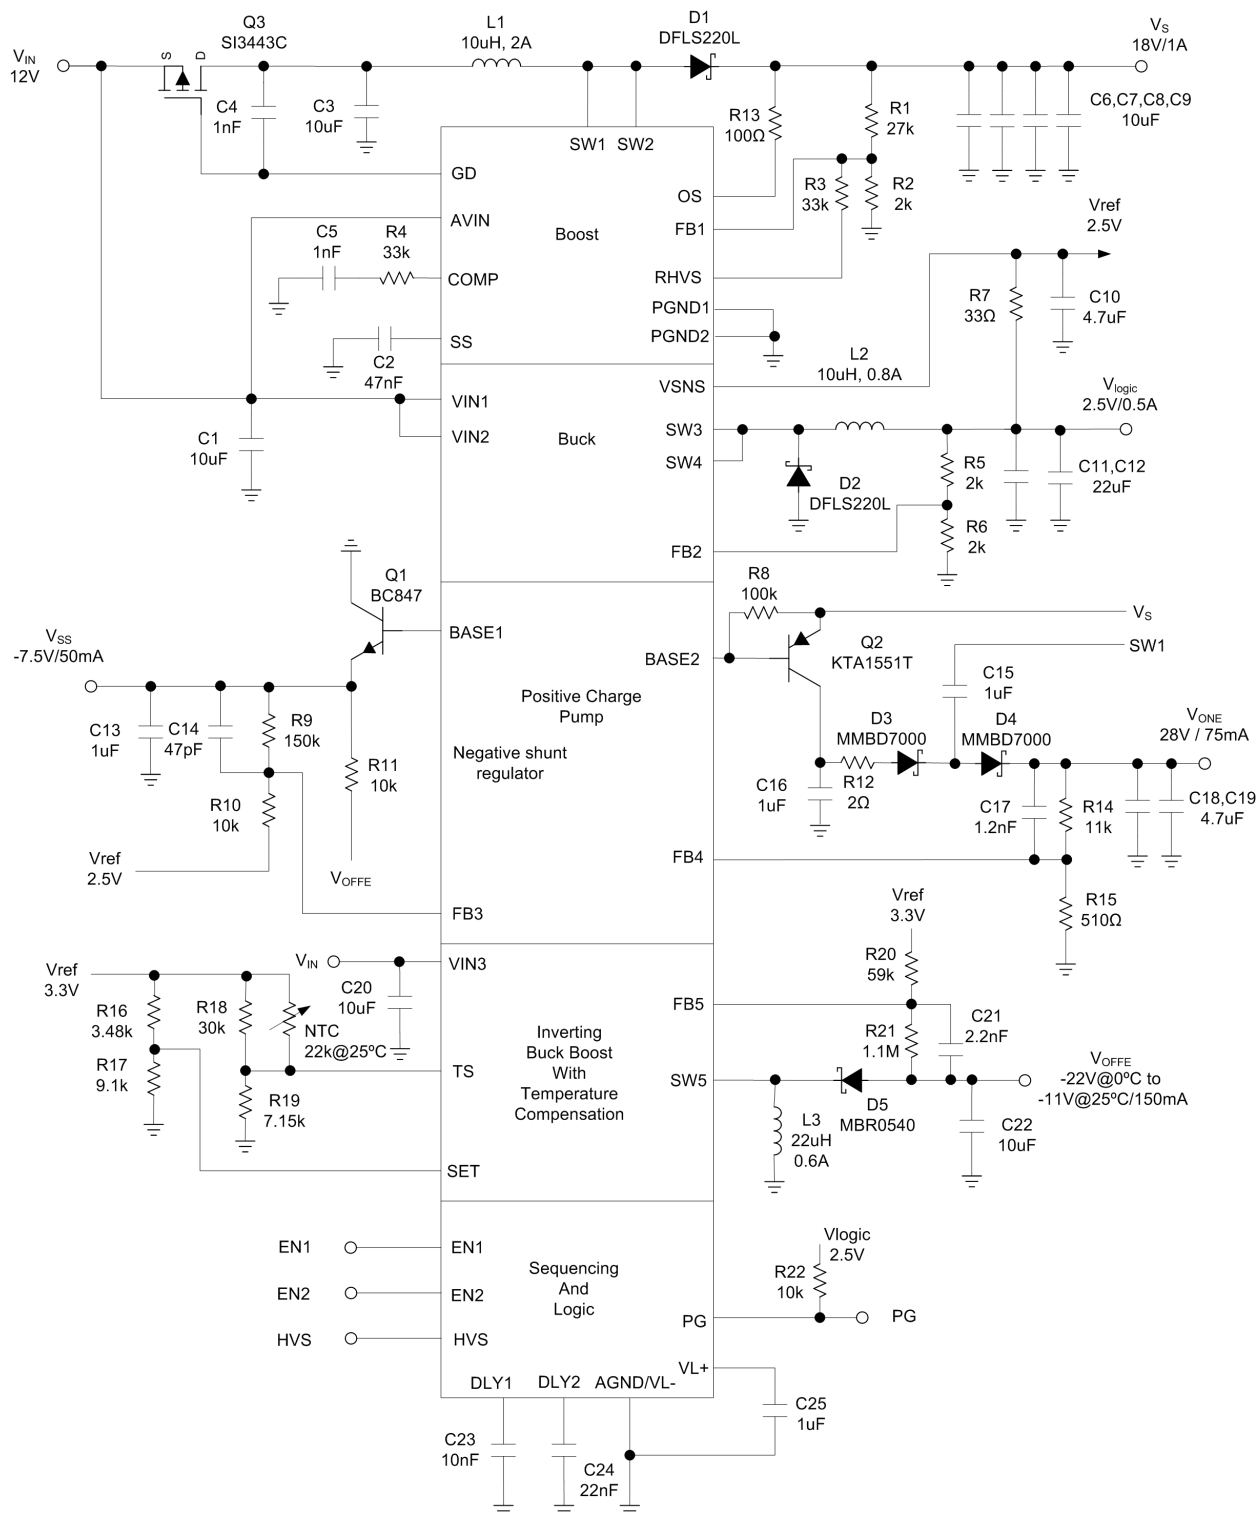 Q3
SI3443C
L1
10uH, 2A
D1
DFLS220L
V_IN
12V
S
D
V_S
18V/1A
C4
1nF
C3
10uF
R13
100Ω
R1
27k
C6,C7,C8,C9
10uF
SW1 SW2
GD
OS
R3
33k
R2
2k
AVIN
FB1
Vref
2.5V
Boost
C5
1nF
R4
33k
COMP
RHVS
R7
33Ω
C10
4.7uF
PGND1
PGND2
SS
C2
47nF
L2
10uH, 0.8A
VSNS
V_logic
2.5V/0.5A
VIN1
SW3
VIN2
Buck
SW4
C1
10uF
R5
2k
C11,C12
22uF
D2
DFLS220L
R6
2k
FB2
Q1
BC847
R8
100k
V_S
BASE1
V_SS
-7.5V/50mA
BASE2
Q2
KTA1551T
SW1
C15
1uF
Positive Charge
Pump
Negative shunt
regulator
C13
1uF
C14
47pF
R9
150k
D3
MMBD7000
D4
MMBD7000
V_ONE
28V / 75mA
R11
10k
R12
2Ω
C16
1uF
R10
10k
C17
1.2nF
R14
11k
C18,C19
4.7uF
Vref
2.5V
V_OFFE
FB4
FB3
Vref
3.3V
R15
510Ω
V_IN
VIN3
Vref
3.3V
C20
10uF
R20
59k
R16
3.48k
R18
30k
NTC
22k@25ºC
FB5
C21
2.2nF
R21
1.1M
Inverting
Buck Boost
With
Temperature
Compensation
R17
9.1k
TS
SW5
V_OFFE
-22V@0ºC to
-11V@25ºC/150mA
R19
7.15k
D5
MBR0540
L3
22uH
0.6A
C22
10uF
SET
EN1
EN1
Vlogic
2.5V
Sequencing
And
Logic
R22
10k
EN2
EN2
PG
PG
HVS
HVS
VL+
DLY1 DLY2 AGND/VL-
C25
1uF
C23
10nF
C24
22nF